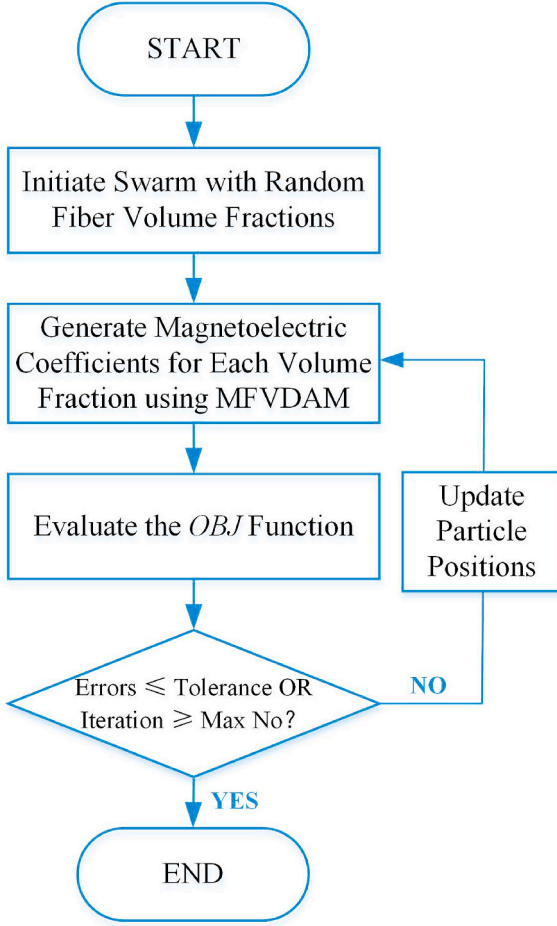 START
Initiate Swarm with Random
Fiber Volume Fractions
Generate Magnetoelectric
Coefficients for Each Volume
Fraction using MFVDAM
Evaluate the OBJ Function
Update
Particle
Positions
Errors ⩽ Tolerance OR
Iteration ⩾ Max No?
NO
YES
END